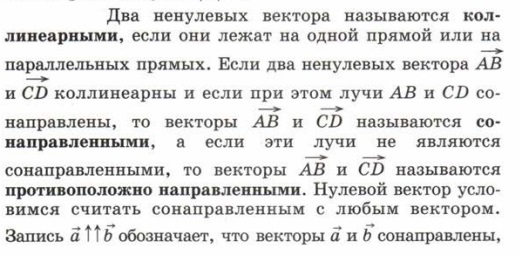 Два ненулевых вектора называются кол-
линеарными, если они лежат на одной прямой или на
параллельных прямых. Если два ненулевых вектора $\overrightarrow{AB}$
и $\overrightarrow{CD}$ коллинеарны и если при этом лучи AB и CD со-
направлены, то векторы $\overrightarrow{AB}$ и $\overrightarrow{CD}$ называются со-
направленными, а если эти лучи не являются
сонаправленными, то векторы $\overrightarrow{AB}$ и $\overrightarrow{CD}$ называются
противоположно направленными. Нулевой вектор усло-
вимся считать сонаправленным с любым вектором.
Запись $\vec{a}$↑↑$\vec{b}$ обозначает, что векторы $\vec{a}$ и $\vec{b}$ сонаправлены,